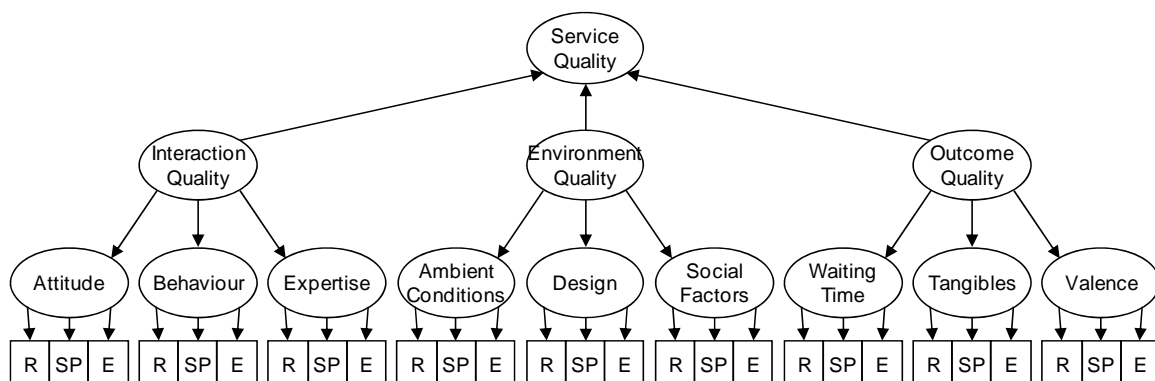 Service
Quality
Interaction
Quality
Environment
Quality
Outcome
Quality
Attitude
Behaviour
Expertise
Ambient
Conditions
Design
Social
Factors
Waiting
Time
Tangibles
Valence
R SP E R SP E R SP E R SP E R SP E R SP E R SP E R SP E R SP E